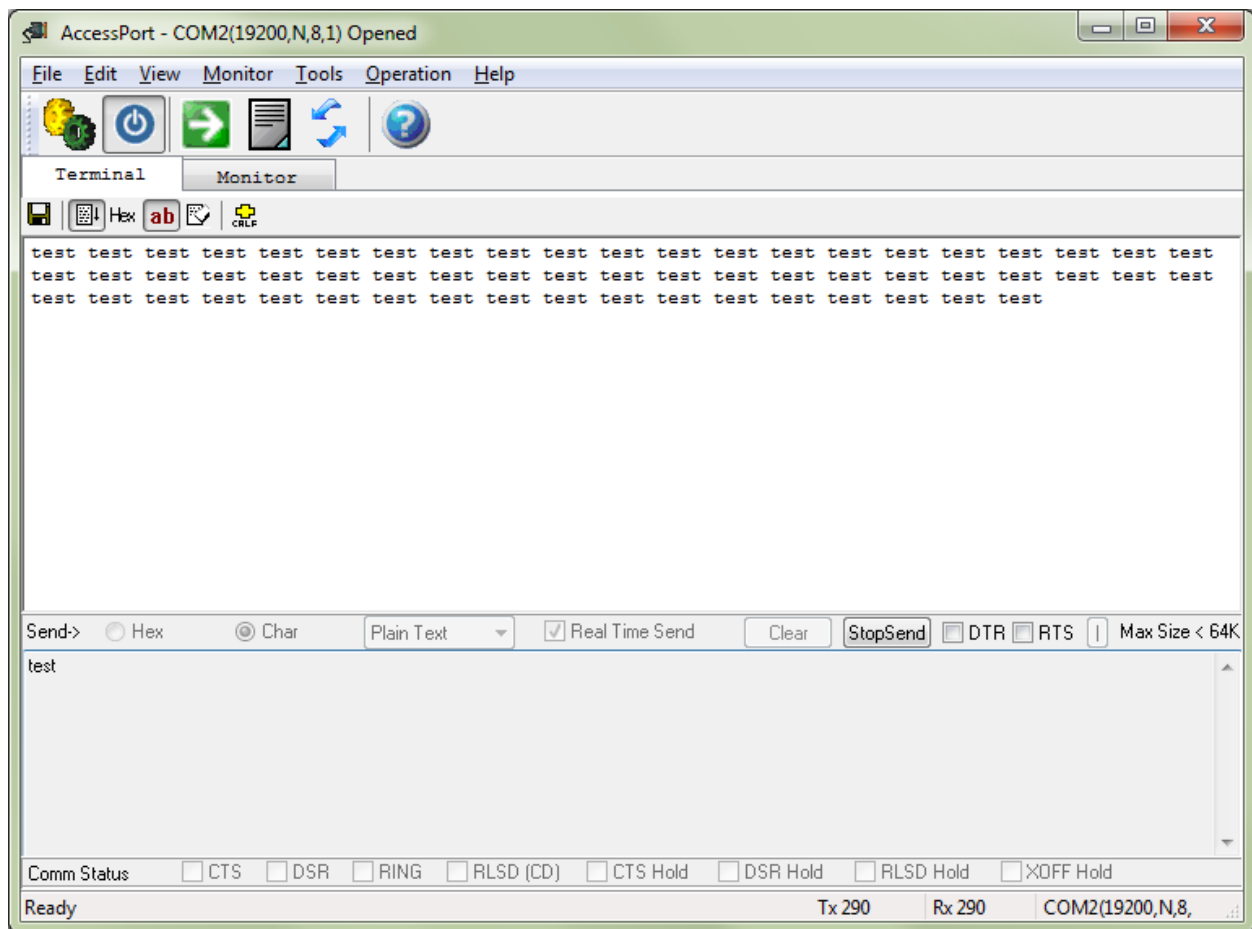 AccessPort - COM2(19200,N,8,1) Opened
File Edit View Monitor Tools Operation Help
Terminal Monitor
Hex ab CRLF
test test test test test test test test test test test test test test test test test test test test test
test test test test test test test test test test test test test test test test test test test test test
test test test test test test test test test test test test test test test test test test
Send-> Hex Char Plain Text Real Time Send Clear StopSend DTR RTS | Max Size < 64K
test
Comm Status CTS DSR RING RLSD (CD) CTS Hold DSR Hold RLSD Hold XOFF Hold
Ready Tx 290 Rx 290 COM2(19200,N,8,